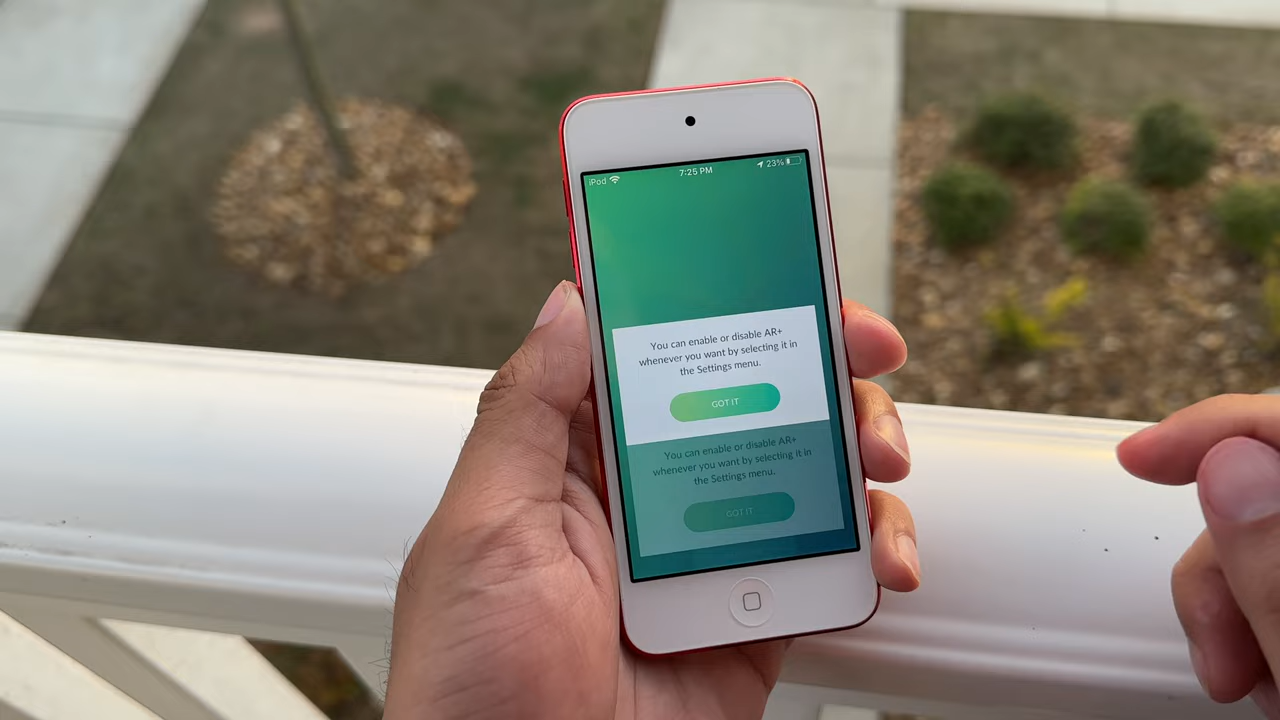 iPod 7:25 PM 23%
You can enable or disable AR+
whenever you want by selecting it in
the Settings menu.
GOT IT
You can enable or disable AR+
whenever you want by selecting it in
the Settings menu.
GOT IT